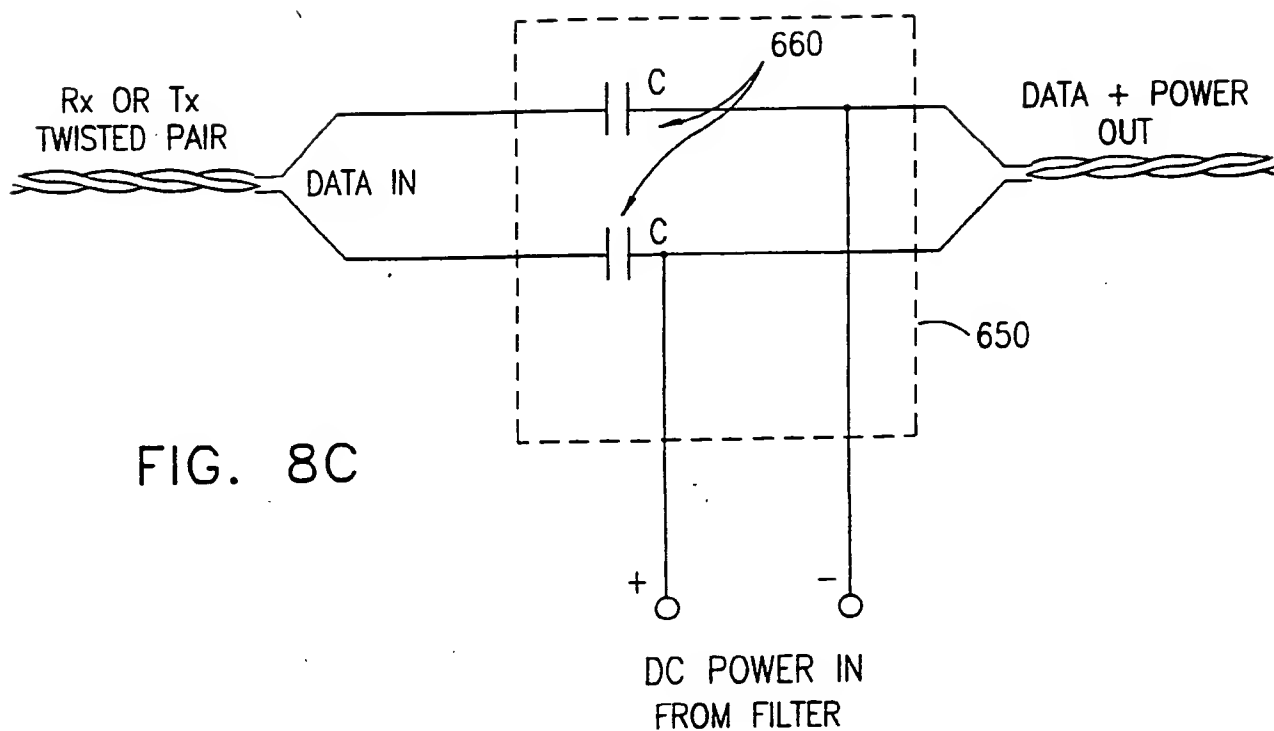 660
Rx OR Tx
TWISTED PAIR
C
DATA + POWER
OUT
DATA IN
C
650
FIG. 8C
+
-
DC POWER IN
FROM FILTER